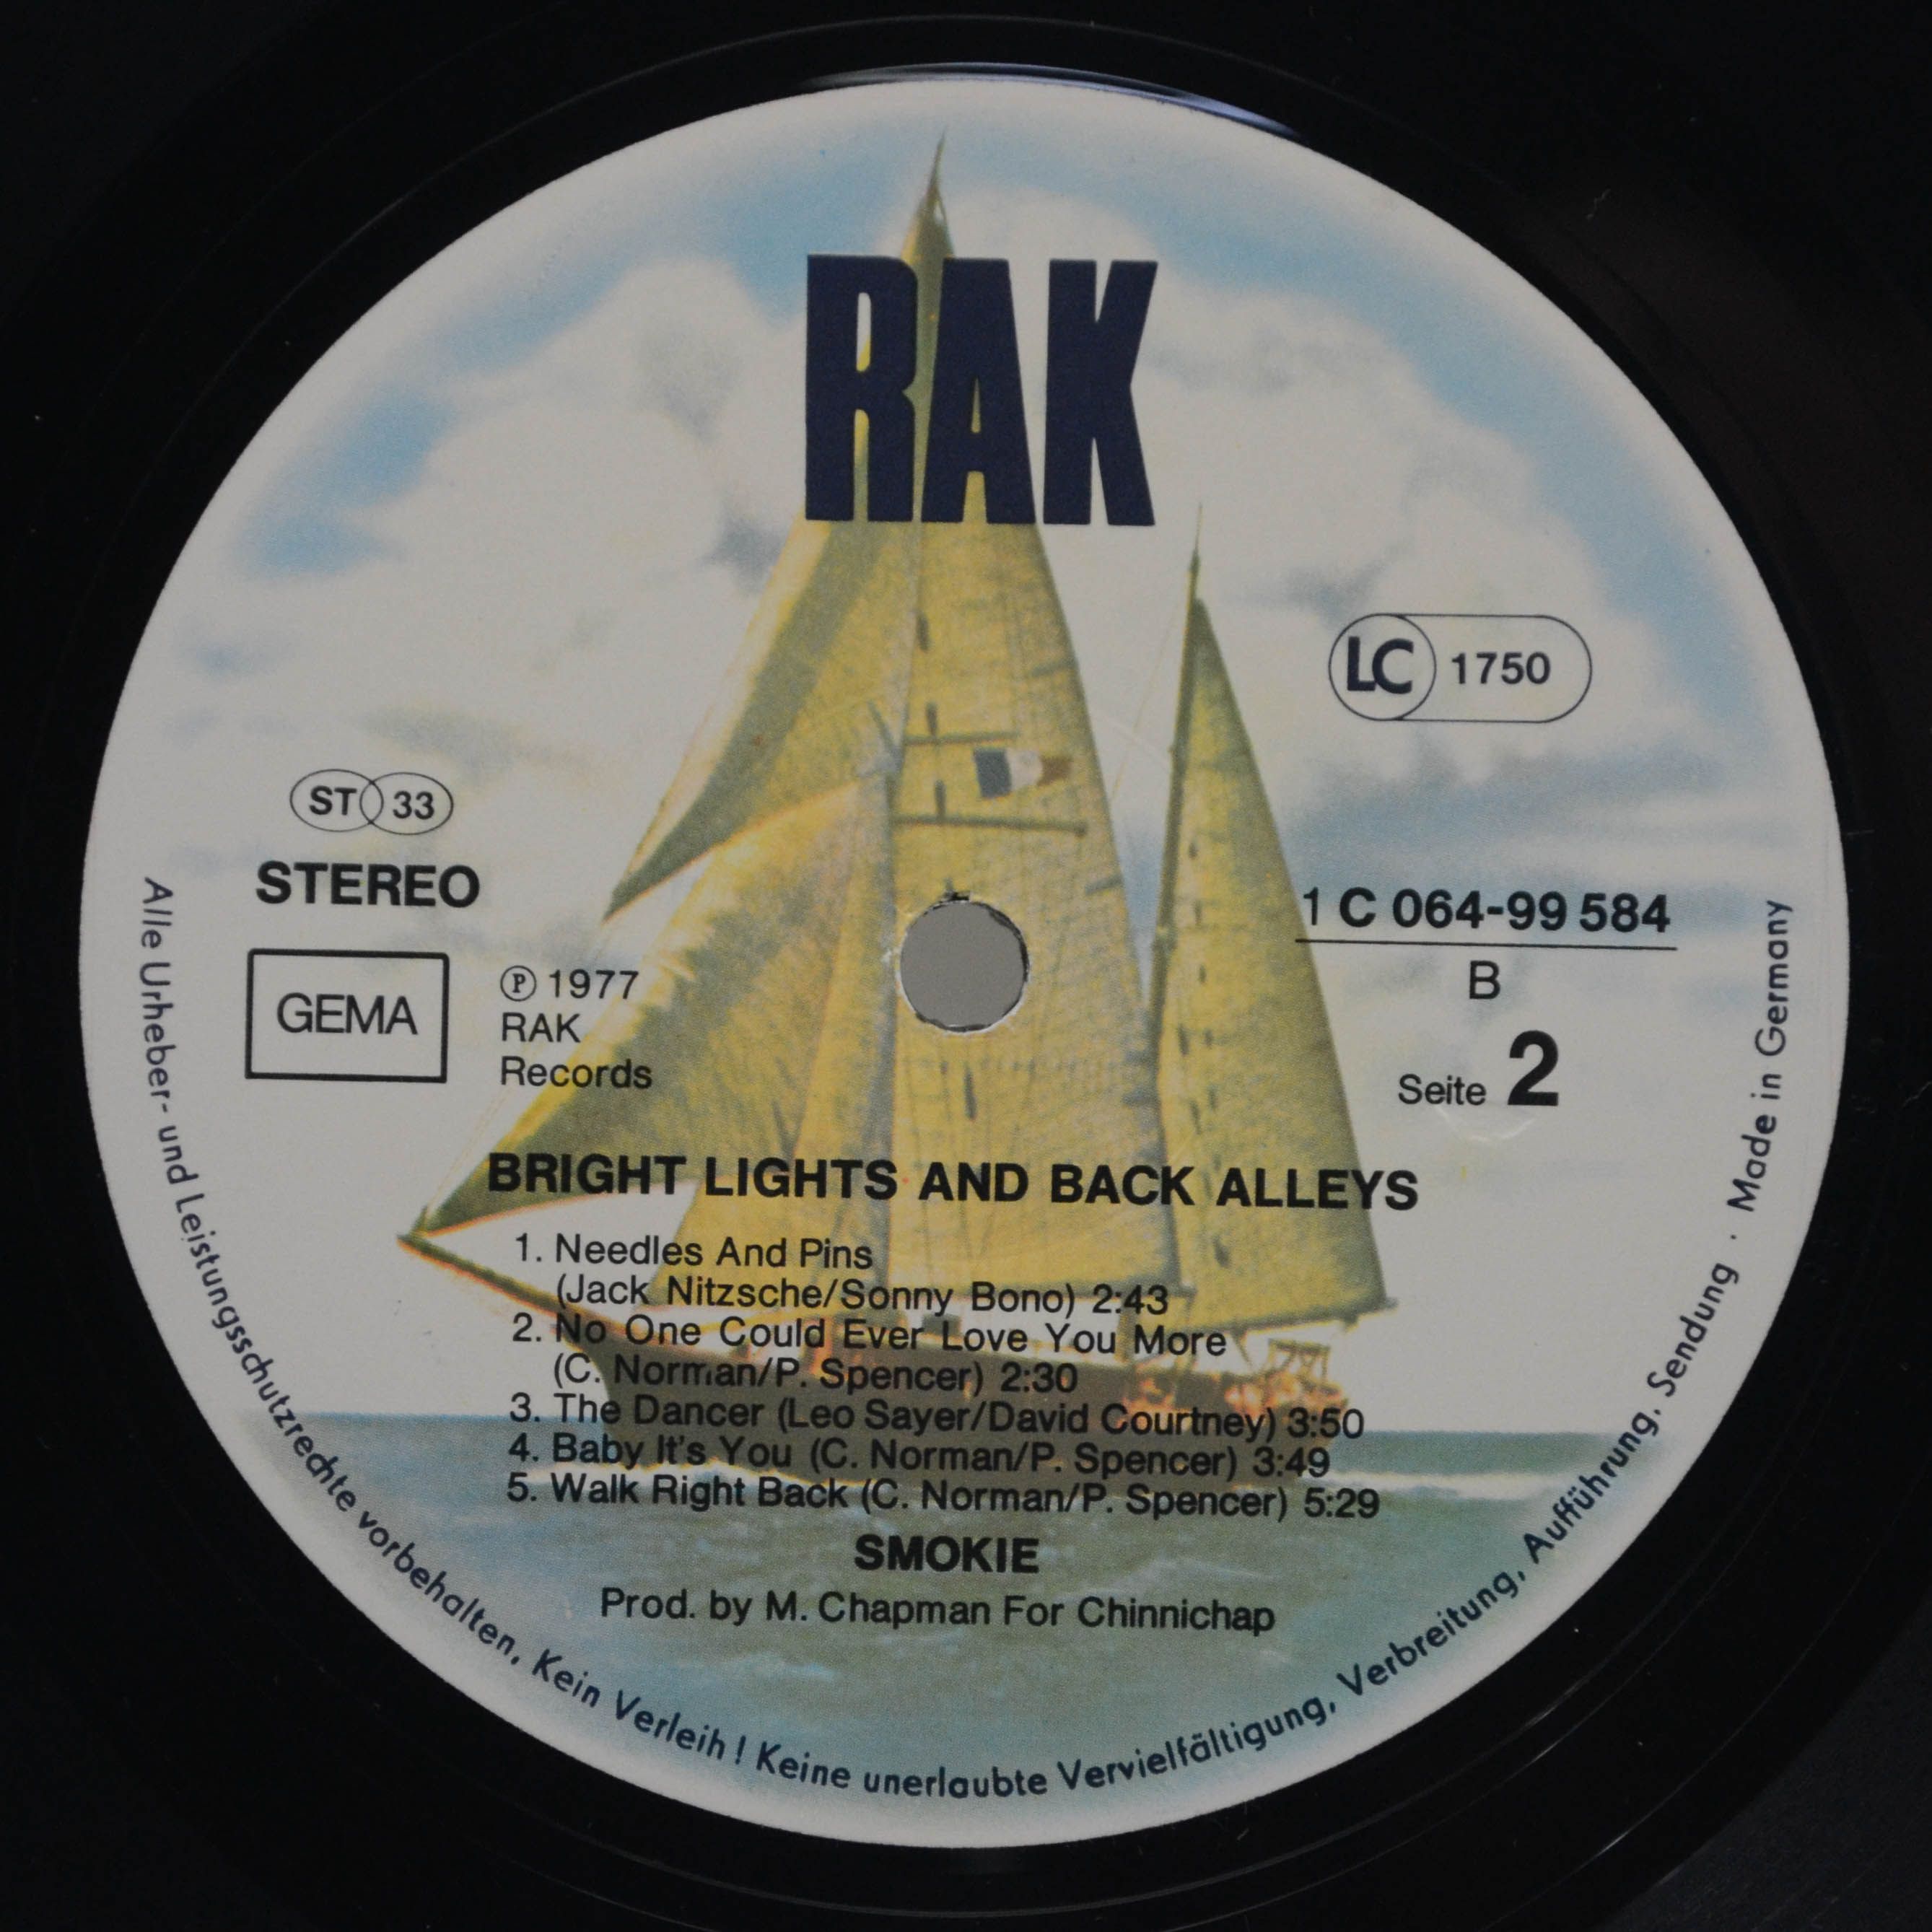 RAK
LC 1750
ST 33
STEREO
1 C 064-99 584
B
GEMA
Ⓟ 1977
RAK
Records
Seite 2
BRIGHT LIGHTS AND BACK ALLEYS
1. Needles And Pins
(Jack Nitzsche/Sonny Bono) 2:43
2. No One Could Ever Love You More
(C. Norman/P. Spencer) 2:30
3. The Dancer (Leo Sayer/David Courtney) 3:50
4. Baby It's You (C. Norman/P. Spencer) 3:49
5. Walk Right Back (C. Norman/P. Spencer) 5:29
SMOKIE
Prod. by M. Chapman For Chinnichap
Alle Urheber- und Leistungsschutzrechte vorbehalten. Kein Verleih! Keine unerlaubte Vervielfältigung, Verbreitung, Aufführung, Sendung · Made in Germany